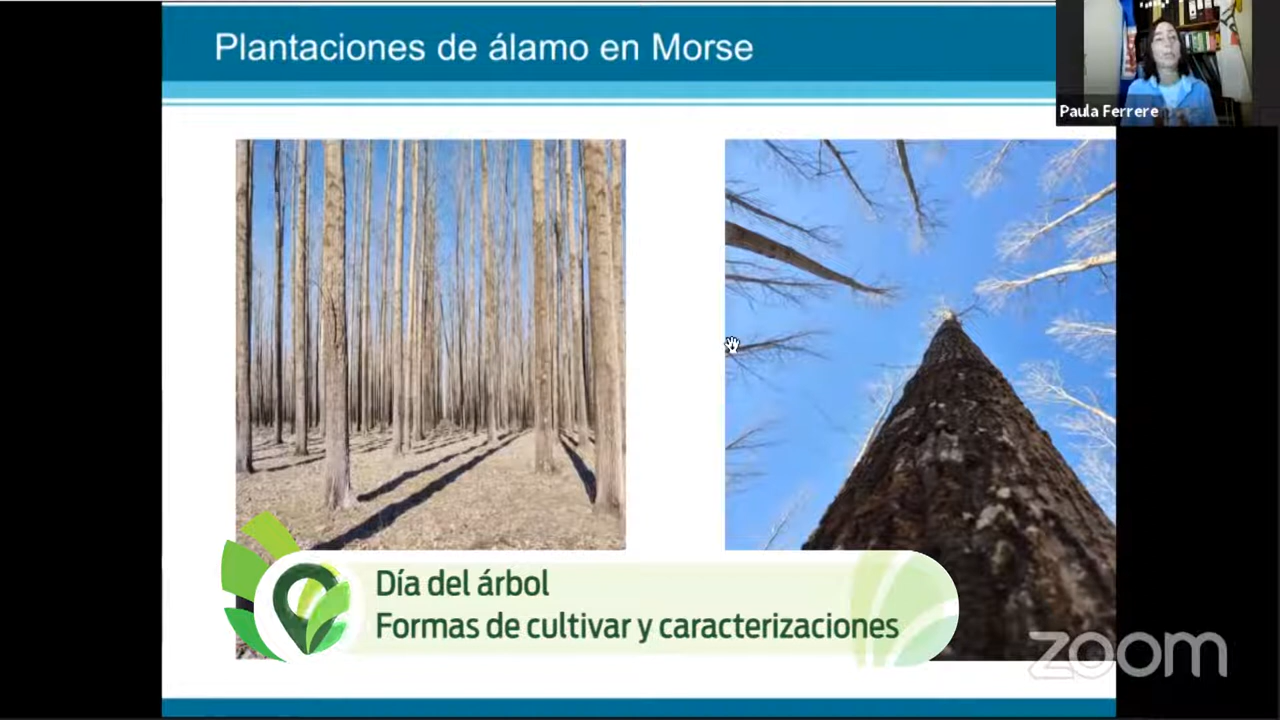 Plantaciones de álamo en Morse
Paula Ferrere
Día del árbol
Formas de cultivar y caracterizaciones
zoom